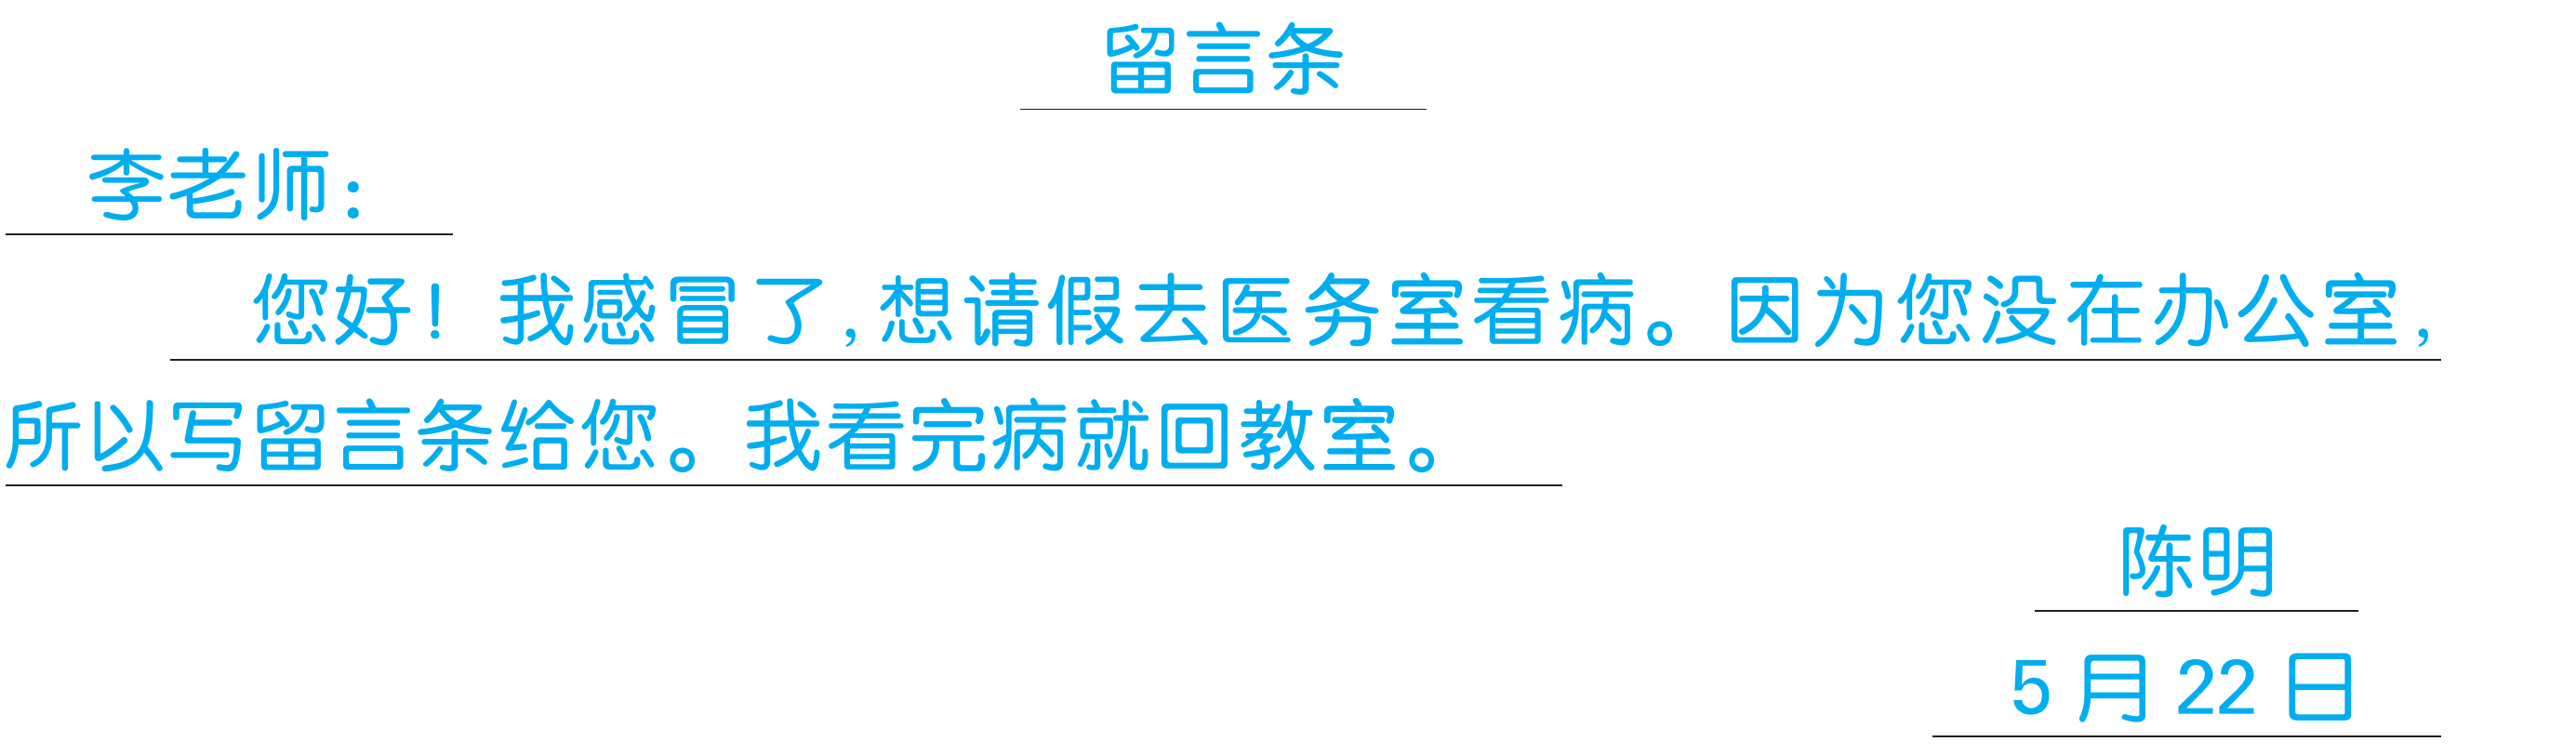 留言条
李老师：
您好！我感冒了，想请假去医务室看病。因为您没在办公室，
所以写留言条给您。我看完病就回教室。
陈明
5 月 22 日